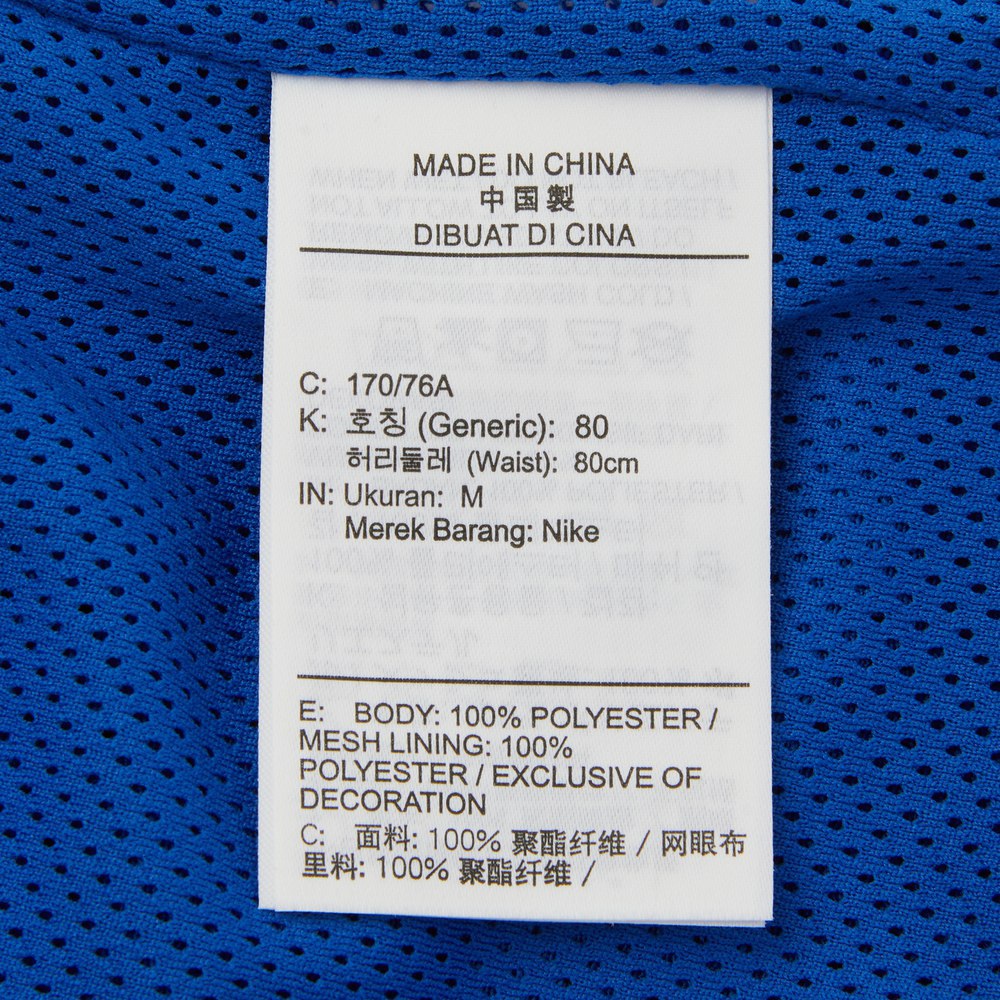 MADE IN CHINA
中国製
DIBUAT DI CINA
C: 170/76A
K: 호칭 (Generic): 80
허리둘레 (Waist): 80cm
IN: Ukuran: M
Merek Barang: Nike
E: BODY: 100% POLYESTER /
MESH LINING: 100%
POLYESTER / EXCLUSIVE OF
DECORATION
C: 面料: 100% 聚酯纤维 / 网眼布
里料: 100% 聚酯纤维 /